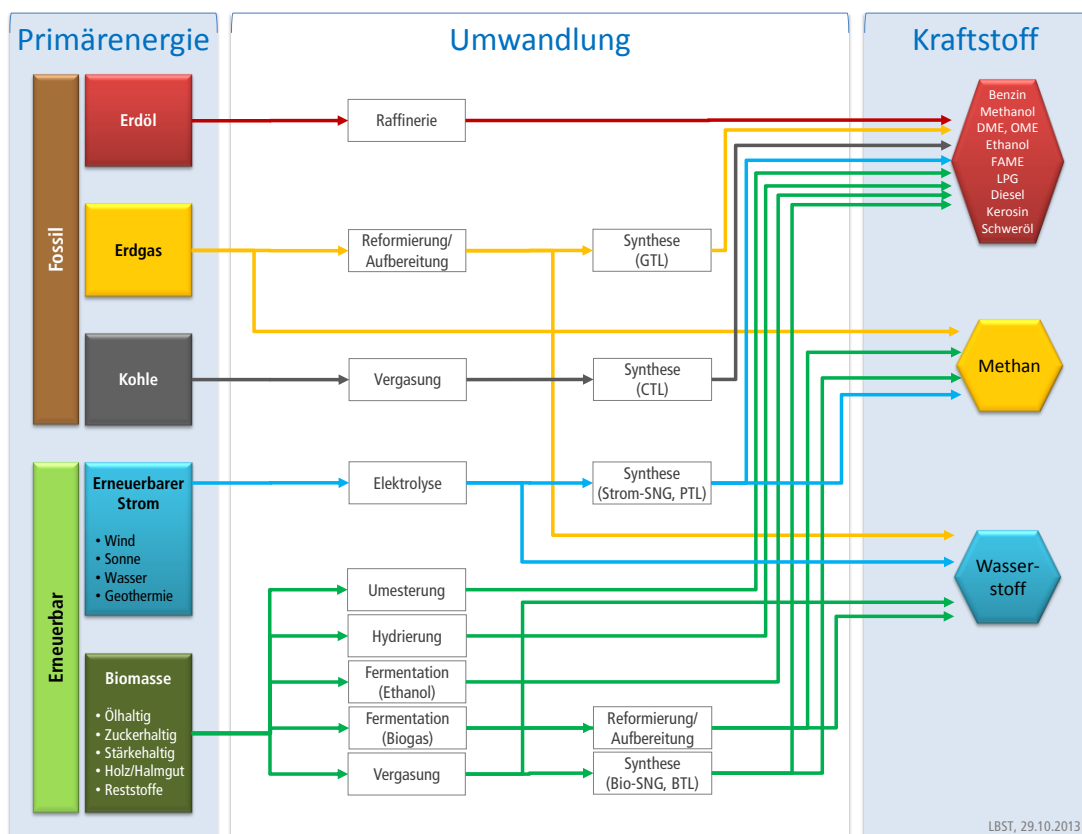 Primärenergie
Umwandlung
Kraftstoff
Fossil
Erdöl
Raffinerie
Benzin
Methanol
DME, OME
Ethanol
FAME
LPG
Diesel
Kerosin
Schweröl
Erdgas
Reformierung/
Aufbereitung
Synthese
(GTL)
Kohle
Vergasung
Synthese
(CTL)
Methan
Erneuerbar
Erneuerbarer
Strom
• Wind
• Sonne
• Wasser
• Geothermie
Elektrolyse
Synthese
(Strom-SNG, PTL)
Wasser-
stoff
Biomasse
• Ölhaltig
• Zuckerhaltig
• Stärkehaltig
• Holz/Halmgut
• Reststoffe
Umesterung
Hydrierung
Fermentation
(Ethanol)
Fermentation
(Biogas)
Reformierung/
Aufbereitung
Vergasung
Synthese
(Bio-SNG, BTL)
LBST, 29.10.2013